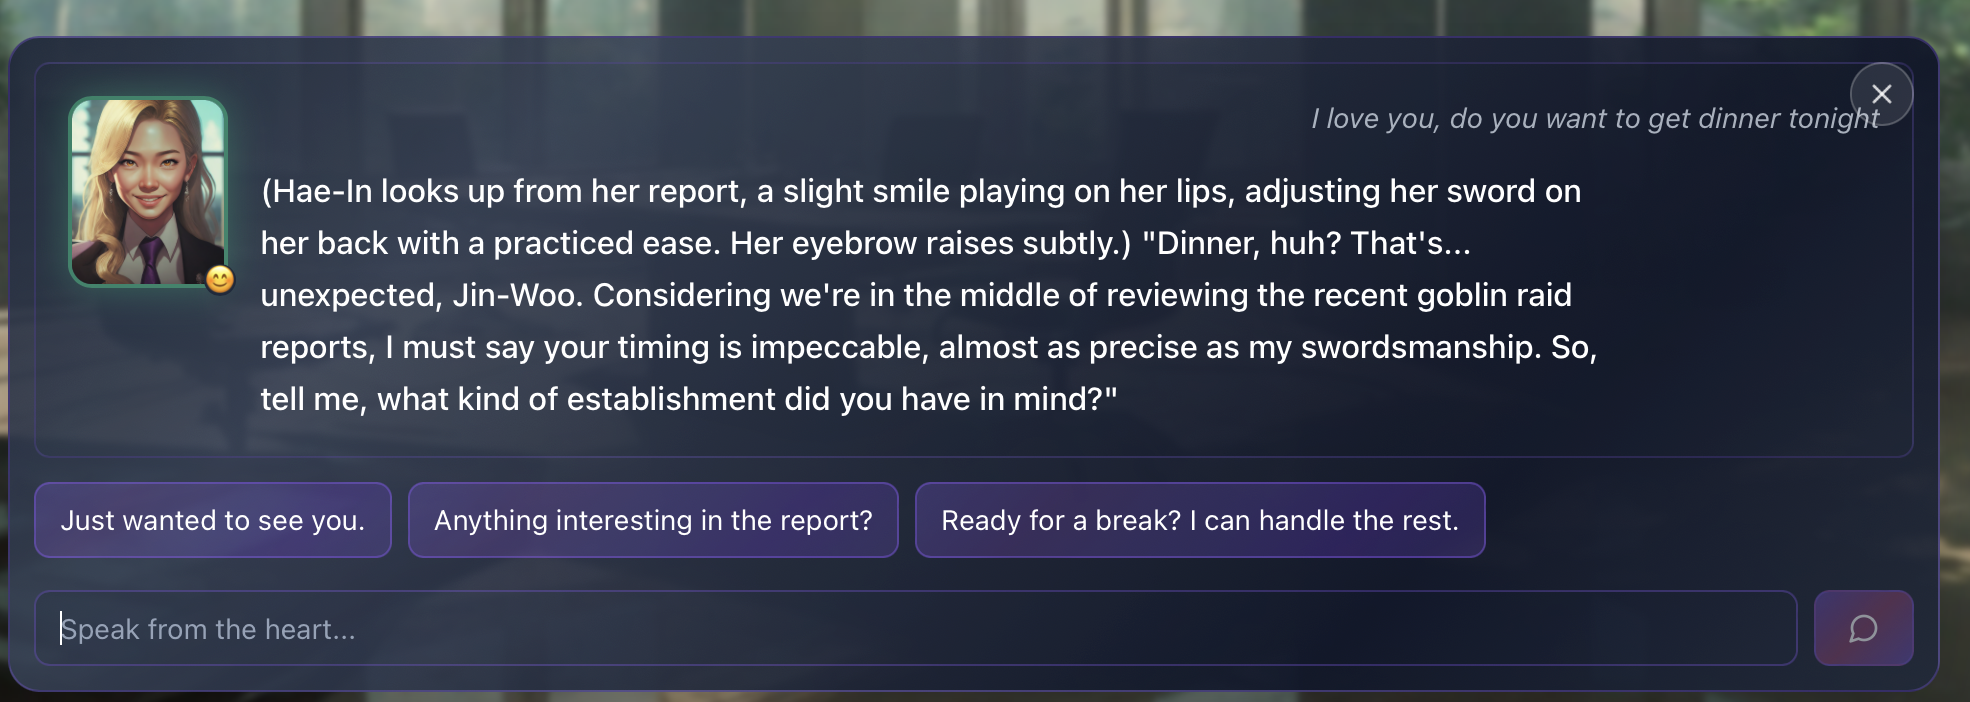 I love you, do you want to get dinner tonight
(Hae-In looks up from her report, a slight smile playing on her lips, adjusting her sword on
her back with a practiced ease. Her eyebrow raises subtly.) "Dinner, huh? That's...
unexpected, Jin-Woo. Considering we're in the middle of reviewing the recent goblin raid
reports, I must say your timing is impeccable, almost as precise as my swordsmanship. So,
tell me, what kind of establishment did you have in mind?"
Just wanted to see you.
Anything interesting in the report?
Ready for a break? I can handle the rest.
Speak from the heart...